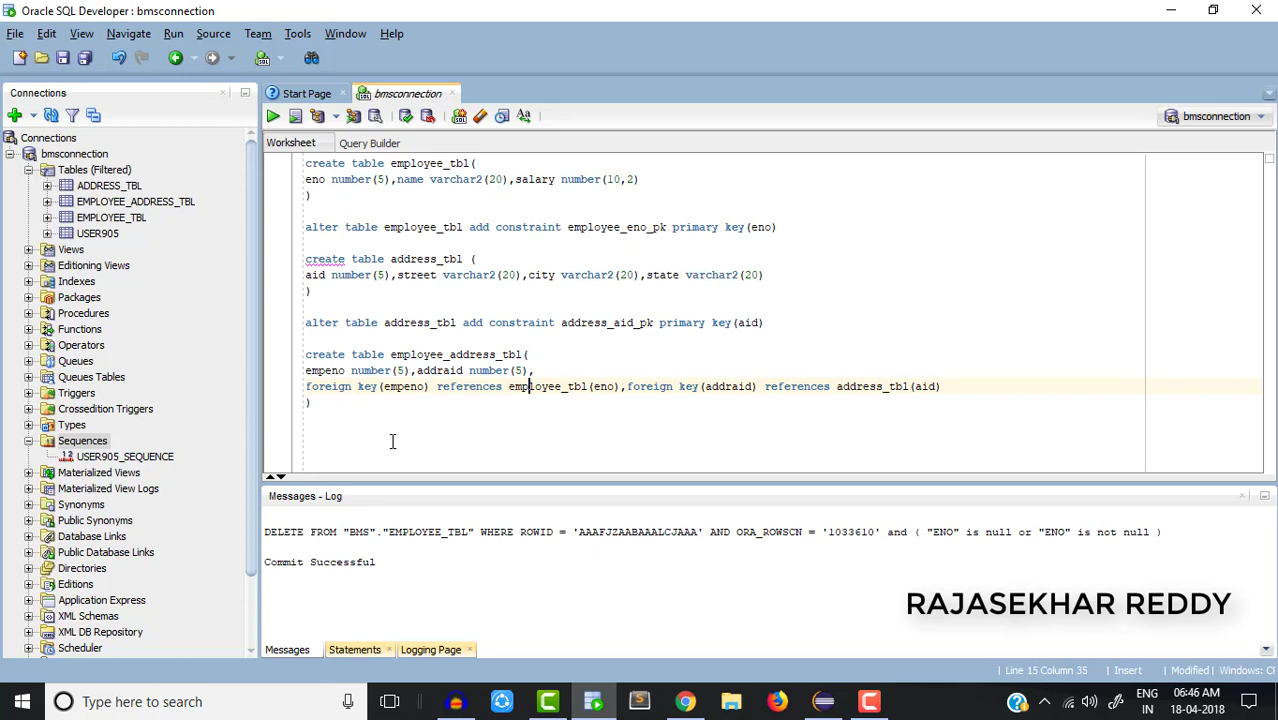 Oracle SQL Developer : bmsconnection
File Edit View Navigate Run Source Team Tools Window Help
Connections
Start Page
bmsconnection
bmsconnection
Worksheet
Query Builder
Connections
bmsconnection
Tables (Filtered)
ADDRESS_TBL
EMPLOYEE_ADDRESS_TBL
EMPLOYEE_TBL
USER905
Views
Editioning Views
Indexes
Packages
Procedures
Functions
Operators
Queues
Queues Tables
Triggers
Crossedition Triggers
Types
Sequences
USER905_SEQUENCE
Materialized Views
Materialized View Logs
Synonyms
Public Synonyms
Database Links
Public Database Links
Directories
Editions
Application Express
XML Schemas
XML DB Repository
Scheduler
create table employee_tbl(
eno number(5),name varchar2(20),salary number(10,2)
)
alter table employee_tbl add constraint employee_eno_pk primary key(eno)
create table address_tbl (
aid number(5),street varchar2(20),city varchar2(20),state varchar2(20)
)
alter table address_tbl add constraint address_aid_pk primary key(aid)
create table employee_address_tbl(
empeno number(5),addraid number(5),
foreign key(empeno) references employee_tbl(eno),foreign key(addraid) references address_tbl(aid)
)
Messages - Log
DELETE FROM "BMS"."EMPLOYEE_TBL" WHERE ROWID = 'AAAFJZAABAAALCJAAA' AND ORA_ROWSCN = '1033610' and ( "ENO" is null or "ENO" is not null )
Commit Successful
RAJASEKHAR REDDY
Messages
Statements
Logging Page
Line 15 Column 35
Insert
Modified
Windows: CF
Type here to search
ENG
IN
06:46 AM
18-04-2018